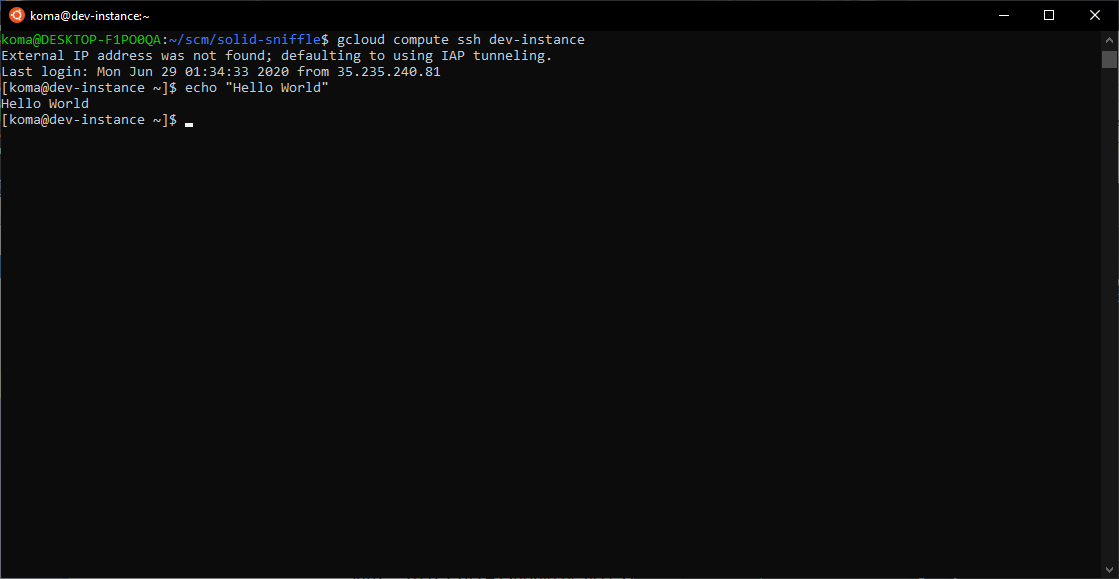 koma@dev-instance:~
koma@DESKTOP-F1PO0QA:~/scm/solid-sniffle$ gcloud compute ssh dev-instance
External IP address was not found; defaulting to using IAP tunneling.
Last login: Mon Jun 29 01:34:33 2020 from 35.235.240.81
[koma@dev-instance ~]$ echo "Hello World"
Hello World
[koma@dev-instance ~]$